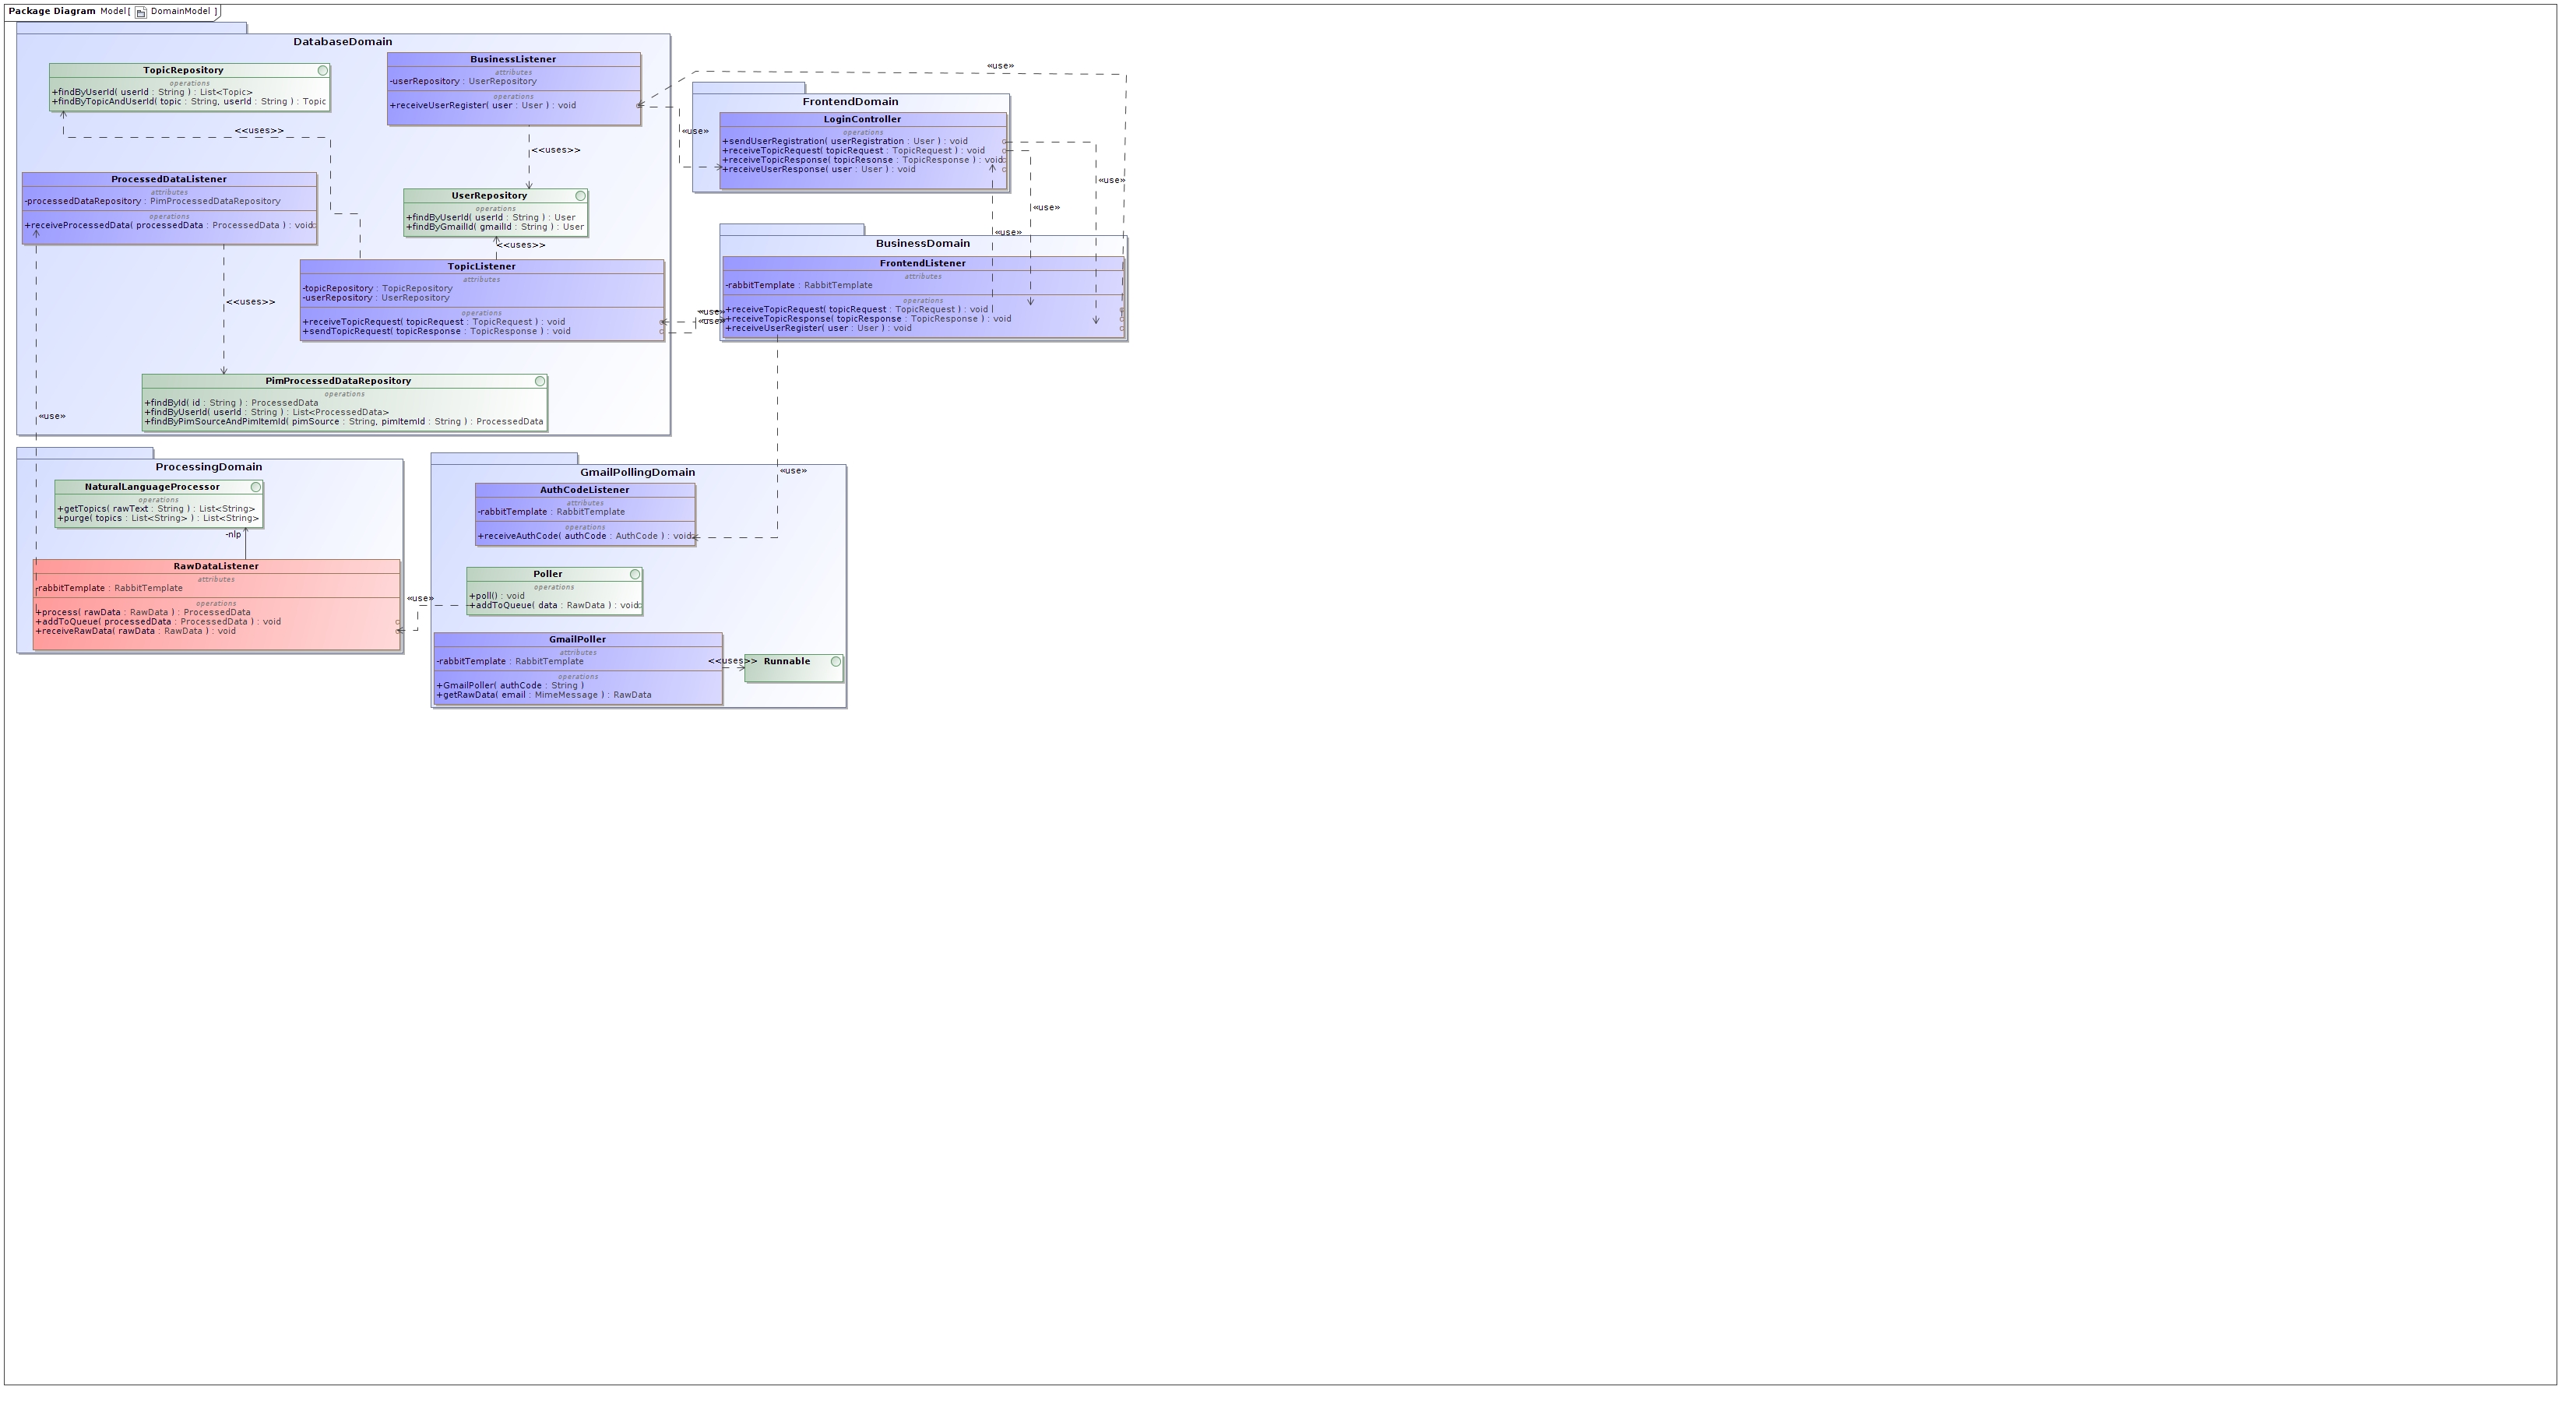 Package Diagram Model[ DomainModel ]
DatabaseDomain
TopicRepository
operations
+findByUserId( userId : String ) : List<Topic>
+findByTopicAndUserId( topic : String, userId : String ) : Topic
BusinessListener
attributes
-userRepository : UserRepository
operations
+receiveUserRegister( user : User ) : void
<<uses>>
<<uses>>
ProcessedDataListener
attributes
-processedDataRepository : PimProcessedDataRepository
operations
+receiveProcessedData( processedData : ProcessedData ) : void
UserRepository
operations
+findByUserId( userId : String ) : User
+findByGmailId( gmailId : String ) : User
<<uses>>
TopicListener
attributes
-topicRepository : TopicRepository
-userRepository : UserRepository
operations
+receiveTopicRequest( topicRequest : TopicRequest ) : void
+sendTopicRequest( topicResponse : TopicResponse ) : void
<<uses>>
PimProcessedDataRepository
operations
+findById( id : String ) : ProcessedData
+findByUserId( userId : String ) : List<ProcessedData>
+findByPimSourceAndPimItemId( pimSource : String, pimItemId : String ) : ProcessedData
«use»
«use»
«use»
FrontendDomain
LoginController
operations
+sendUserRegistration( userRegistration : User ) : void
+receiveTopicRequest( topicRequest : TopicRequest ) : void
+receiveTopicResponse( topicResonse : TopicResponse ) : void
+receiveUserResponse( user : User ) : void
«use»
«use»
«use»
BusinessDomain
FrontendListener
attributes
-rabbitTemplate : RabbitTemplate
operations
+receiveTopicRequest( topicRequest : TopicRequest ) : void
+receiveTopicResponse( topicResponse : TopicResponse ) : void
+receiveUserRegister( user : User ) : void
«use»
«use»
«use»
ProcessingDomain
NaturalLanguageProcessor
operations
+getTopics( rawText : String ) : List<String>
+purge( topics : List<String> ) : List<String>
-nlp
RawDataListener
attributes
-rabbitTemplate : RabbitTemplate
operations
+process( rawData : RawData ) : ProcessedData
+addToQueue( processedData : ProcessedData ) : void
+receiveRawData( rawData : RawData ) : void
«use»
GmailPollingDomain
AuthCodeListener
attributes
-rabbitTemplate : RabbitTemplate
operations
+receiveAuthCode( authCode : AuthCode ) : void
Poller
operations
+poll() : void
+addToQueue( data : RawData ) : void
GmailPoller
attributes
-rabbitTemplate : RabbitTemplate
operations
+GmailPoller( authCode : String )
+getRawData( email : MimeMessage ) : RawData
<<uses>>
Runnable